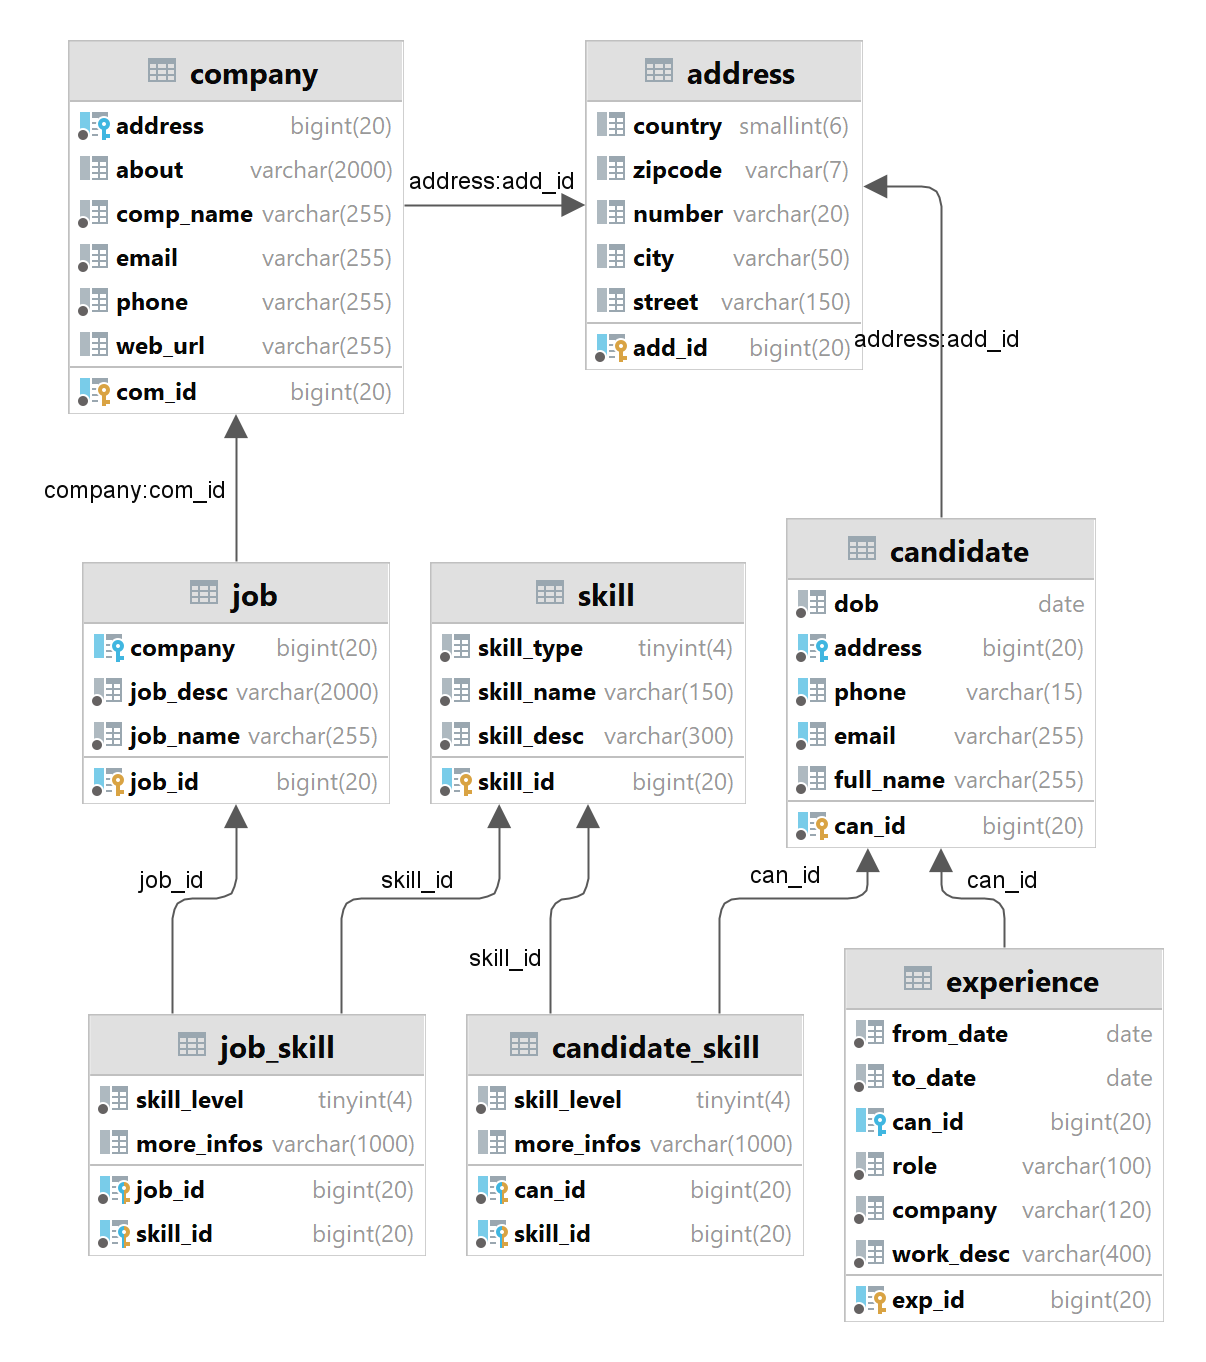 company
address bigint(20)
about varchar(2000)
comp_name varchar(255)
email varchar(255)
phone varchar(255)
web_url varchar(255)
com_id bigint(20)
address:add_id
address
country smallint(6)
zipcode varchar(7)
number varchar(20)
city varchar(50)
street varchar(150)
add_id bigint(20)
address:add_id
company:com_id
job
company bigint(20)
job_desc varchar(2000)
job_name varchar(255)
job_id bigint(20)
skill
skill_type tinyint(4)
skill_name varchar(150)
skill_desc varchar(300)
skill_id bigint(20)
candidate
dob date
address bigint(20)
phone varchar(15)
email varchar(255)
full_name varchar(255)
can_id bigint(20)
job_id
skill_id
skill_id
can_id
can_id
job_skill
skill_level tinyint(4)
more_infos varchar(1000)
job_id bigint(20)
skill_id bigint(20)
candidate_skill
skill_level tinyint(4)
more_infos varchar(1000)
can_id bigint(20)
skill_id bigint(20)
experience
from_date date
to_date date
can_id bigint(20)
role varchar(100)
company varchar(120)
work_desc varchar(400)
exp_id bigint(20)